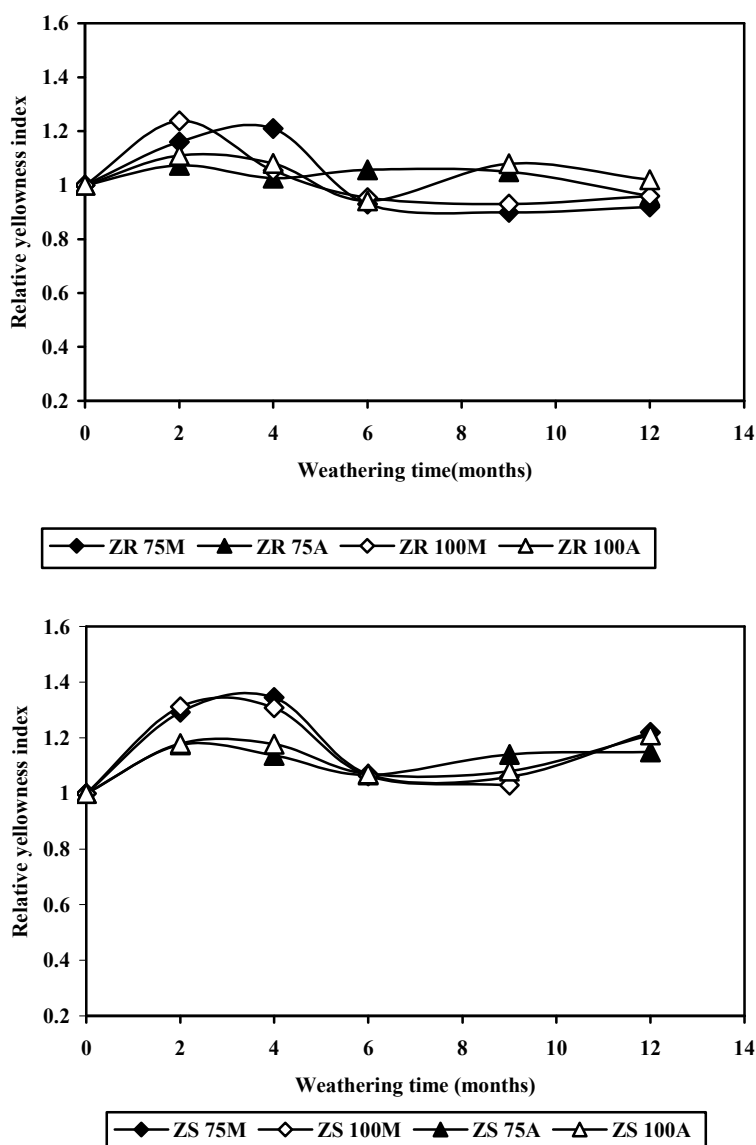 1.6
1.4
1.2
1
0.8
0.6
0.4
0.2
Relative yellowness index
0 2 4 6 8 10 12 14
Weathering time(months)
ZR 75M ZR 75A ZR 100M ZR 100A
1.6
1.4
1.2
1
0.8
0.6
0.4
0.2
Relative yellowness index
0 2 4 6 8 10 12 14
Weathering time (months)
ZS 75M ZS 100M ZS 75A ZS 100A